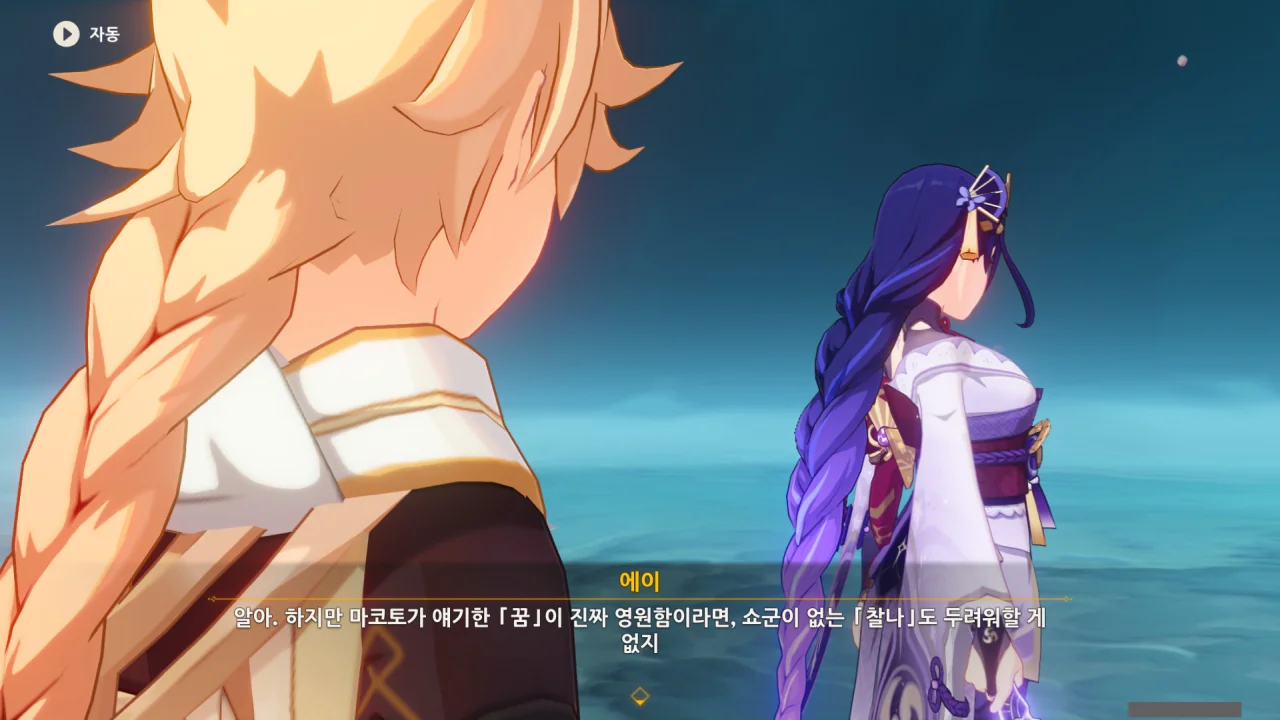 자동
에이
알아. 하지만 마코토가 얘기한 「꿈」이 진짜 영원함이라면, 쇼군이 없는 「찰나」도 두려워할 게
없지